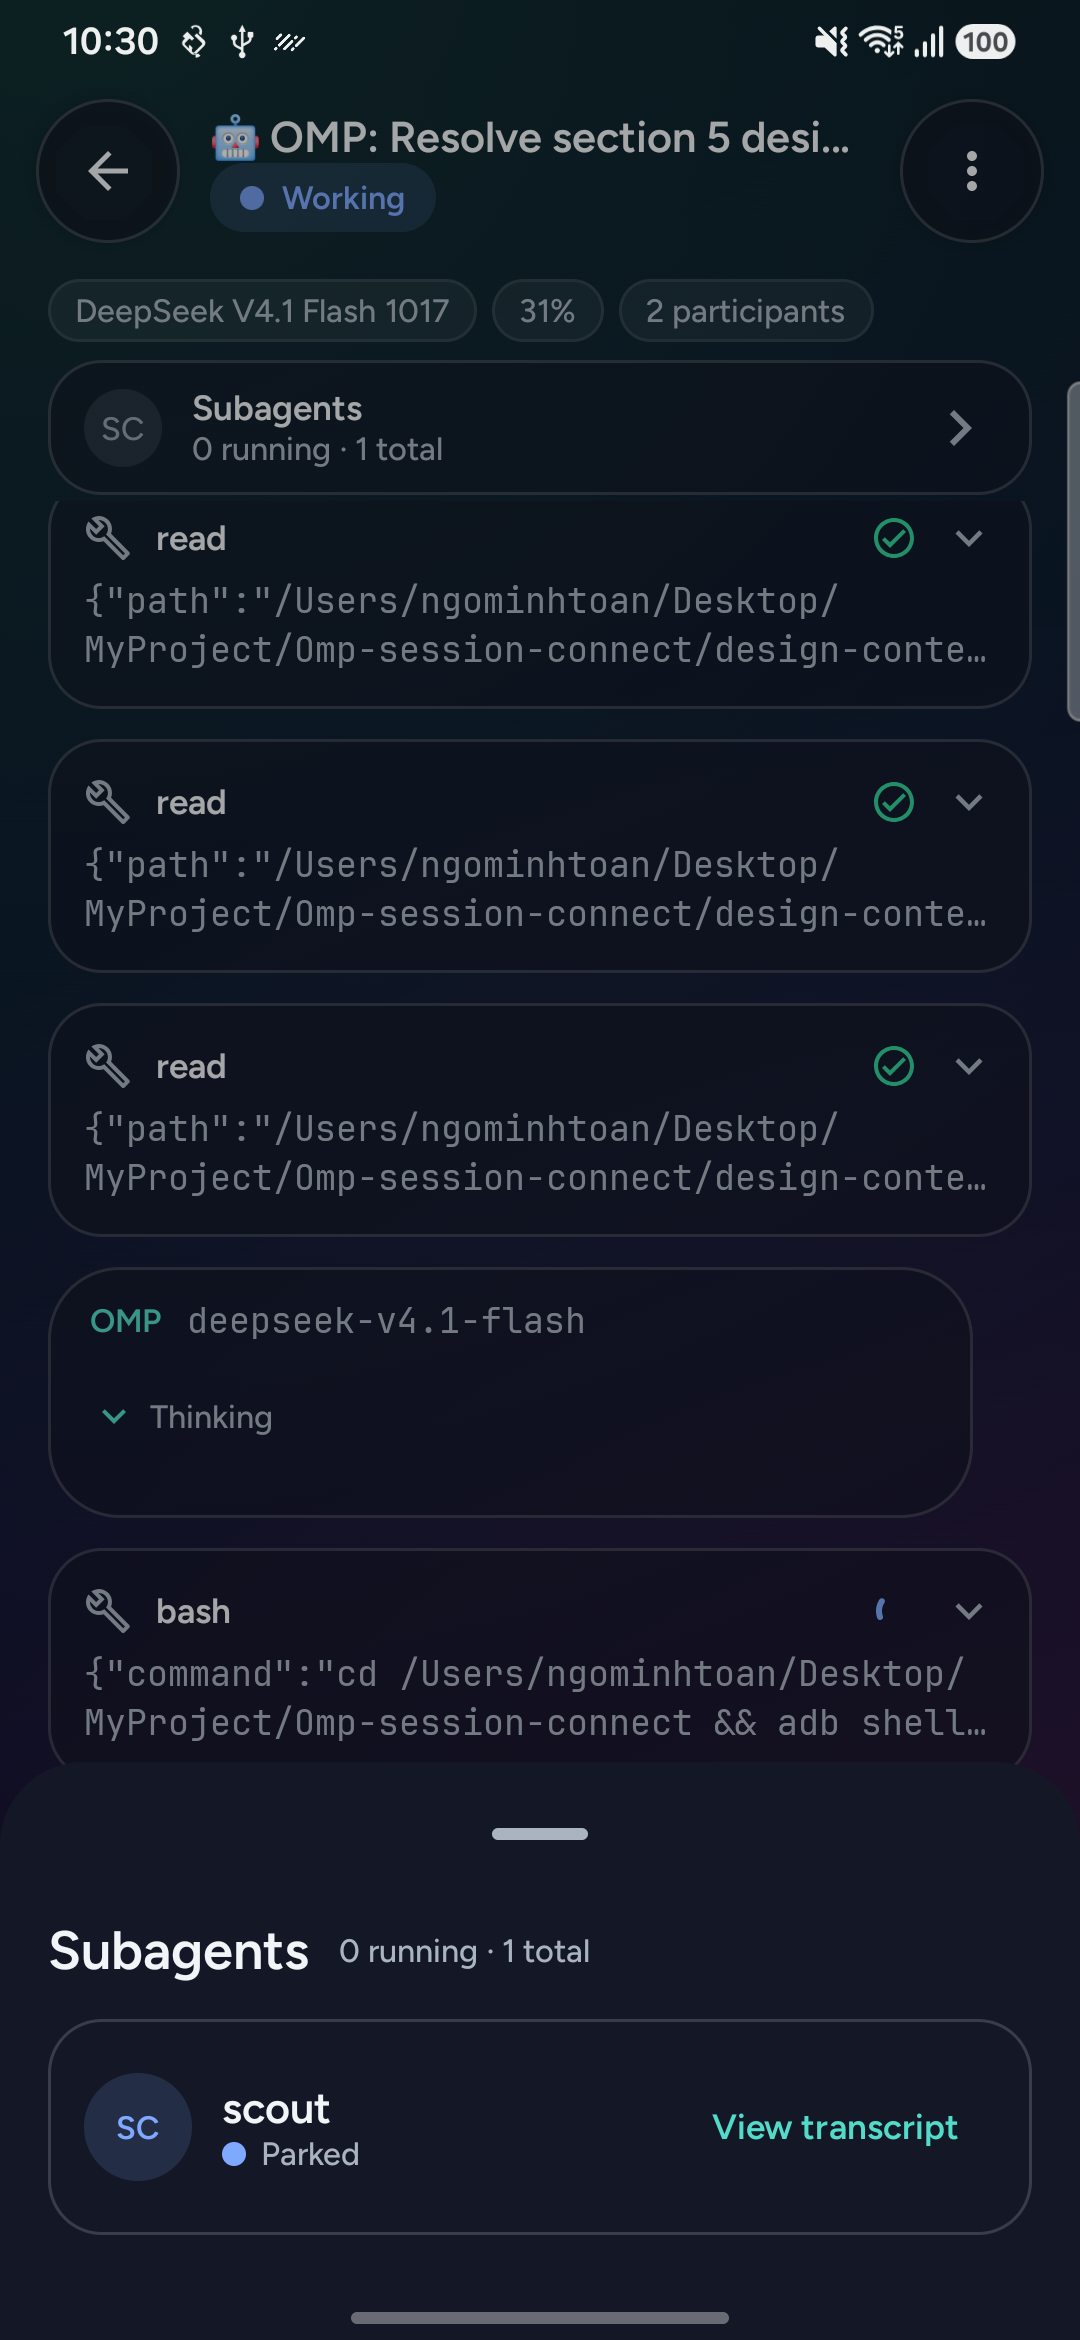 10:30
5
100
OMP: Resolve section 5 desi…
Working
DeepSeek V4.1 Flash 1017
31%
2 participants
SC
Subagents
0 running · 1 total
read
{"path":"/Users/ngominhtoan/Desktop/
MyProject/Omp-session-connect/design-conte…
read
{"path":"/Users/ngominhtoan/Desktop/
MyProject/Omp-session-connect/design-conte…
read
{"path":"/Users/ngominhtoan/Desktop/
MyProject/Omp-session-connect/design-conte…
OMP deepseek-v4.1-flash
Thinking
bash
{"command":"cd /Users/ngominhtoan/Desktop/
MyProject/Omp-session-connect && adb shell…
Subagents 0 running · 1 total
SC
scout
Parked
View transcript